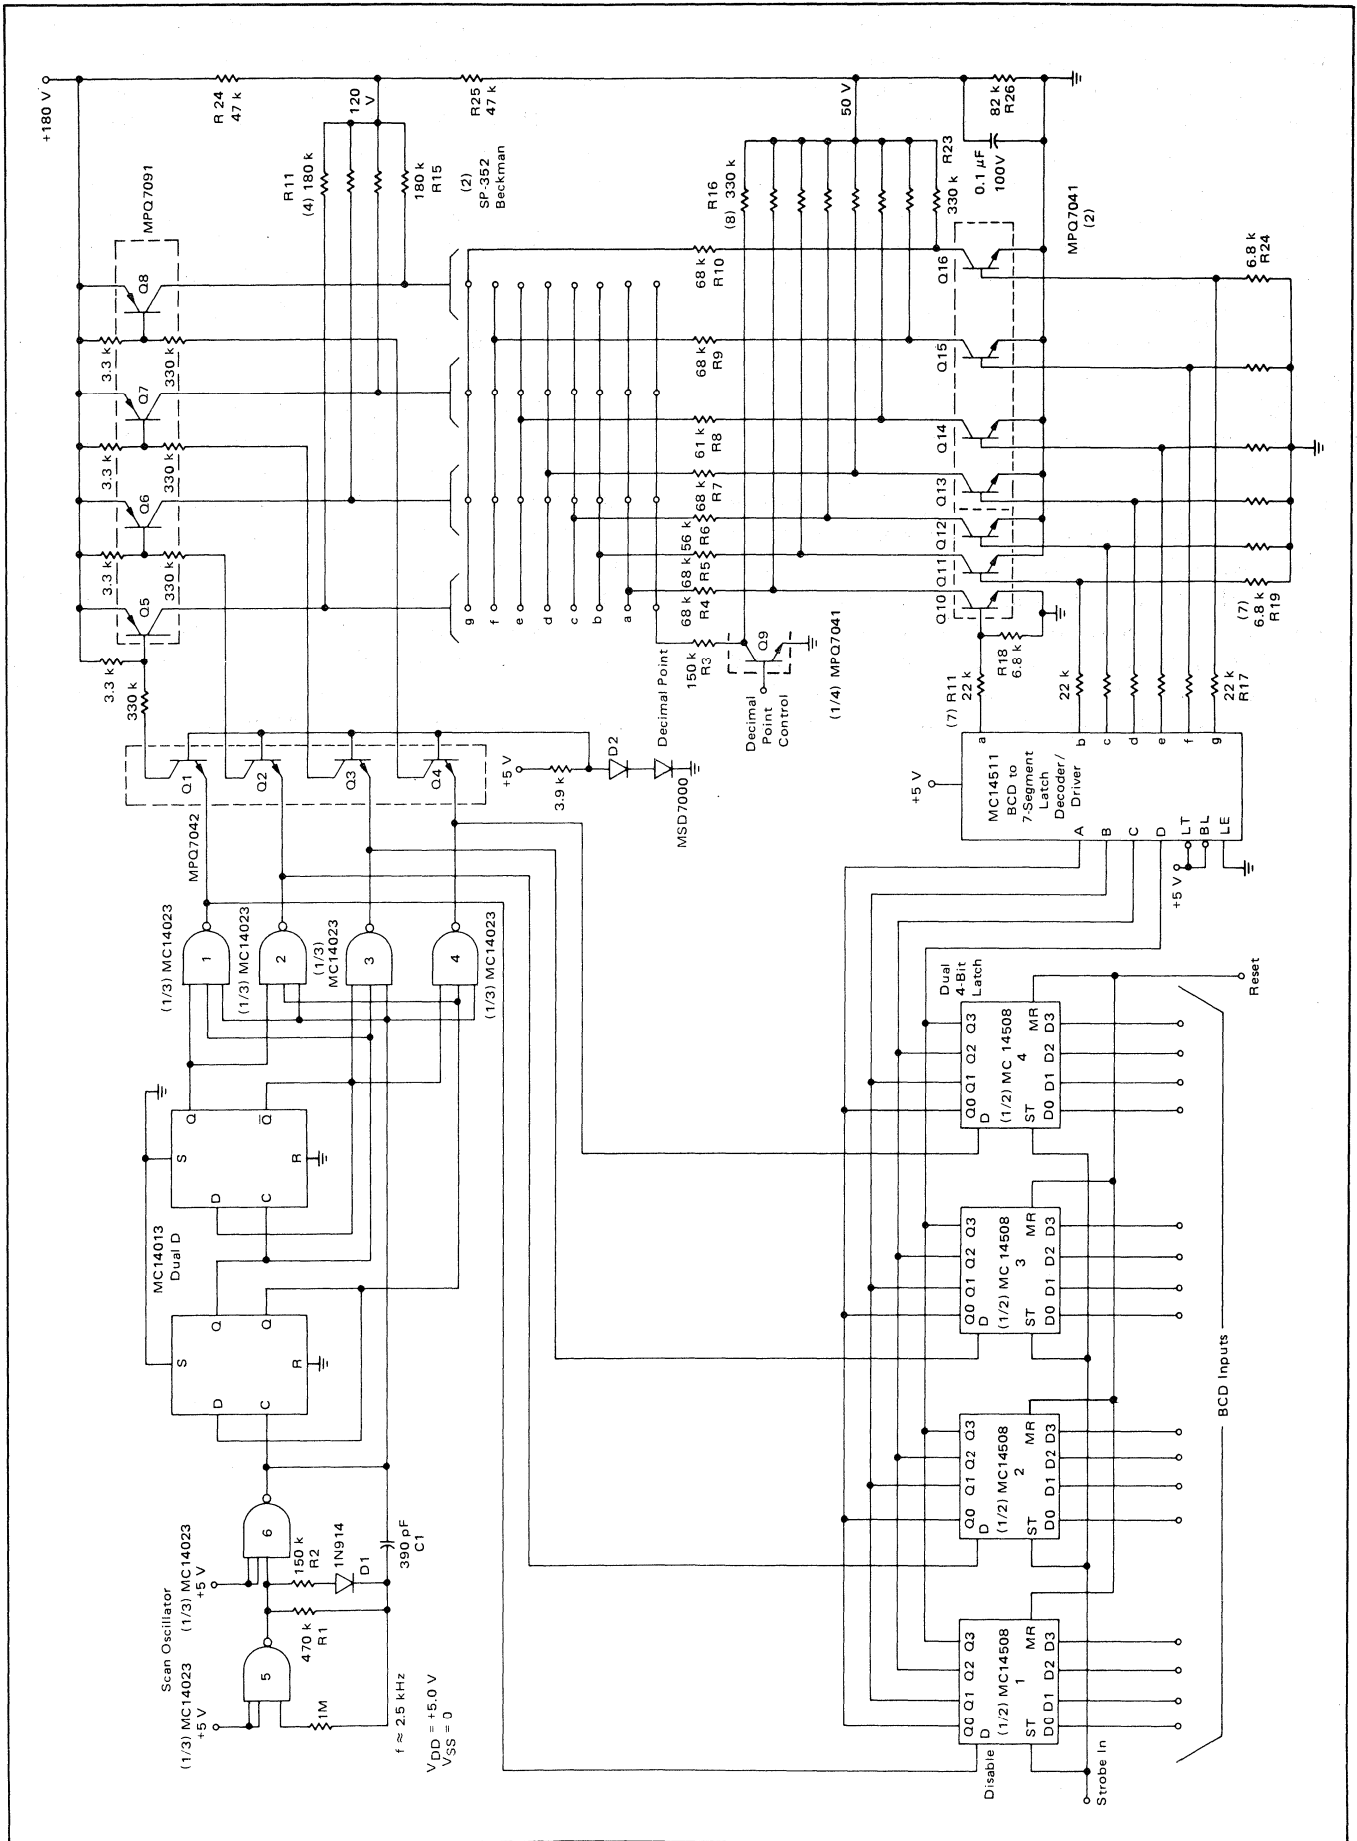 +180 V
R 24
47 k
120
V
R25
47 k
50 V
82 k
R26
0.1 µF
100V
MPQ7091
R11
(4) 180 k
180 k
R15
(2)
SP-352
Beckman
R16
(8) 330 k
R23
330 k
Q8
3.3 k
330 k
Q7
3.3 k
330 k
Q6
3.3 k
330 k
Q5
3.3 k
330 k
g
f
e
d
c
b
a
Decimal Point
68 k
R10
68 k
R9
61 k
R8
68 k
R7
56 k
R6
68 k
R5
68 k
R4
150 k
R3
MPQ7041
(2)
Q16
Q15
Q14
Q13
Q12
Q11
Q10
Q9
Decimal
Point
Control
(1/4) MPQ7041
6.8 k
R24
(7)
6.8 k
R19
R18
6.8 k
(7) R11
22 k
22 k
22 k
R17
MPQ7042
Q1
Q2
Q3
Q4
+5 V
3.9 k
D2
MSD7000
+5 V
MC14511
BCD to
7-Segment
Latch
Decoder/
Driver
a
b
c
d
e
f
g
A
B
C
D
LT
BL
LE
+5 V
(1/3) MC14023
1
(1/3) MC14023
2
(1/3)
MC14023
3
(1/3) MC14023
4
MC14013
Dual D
S
D
C
R
Q
Q
S
D
C
R
Q
Q
Scan Oscillator
(1/3) MC14023
+5 V
6
(1/3) MC14023
+5 V
5
150 k
R2
1N914
D1
390 pF
C1
470 k
R1
1M
f ≈ 2.5 kHz
VDD = +5.0 V
VSS = 0
Dual
4-Bit
Latch
Q0 Q1 Q2 Q3
D
(1/2) MC 14508
4
ST MR
D0 D1 D2 D3
Q0 Q1 Q2 Q3
D
(1/2) MC 14508
3
ST MR
D0 D1 D2 D3
Q0 Q1 Q2 Q3
D
(1/2) MC14508
2
ST MR
D0 D1 D2 D3
Q0 Q1 Q2 Q3
D
(1/2) MC14508
1
ST MR
D0 D1 D2 D3
Disable
Strobe In
Reset
BCD Inputs